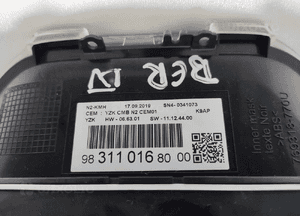 BER IV
N2-KMH 17.09.2019 SN4- 0341073
CEM : YZK CMB N2 CEM01 K9AP
YZK HW - 06.63.01 SW - 11.12.44.00
98 311 016 80 00